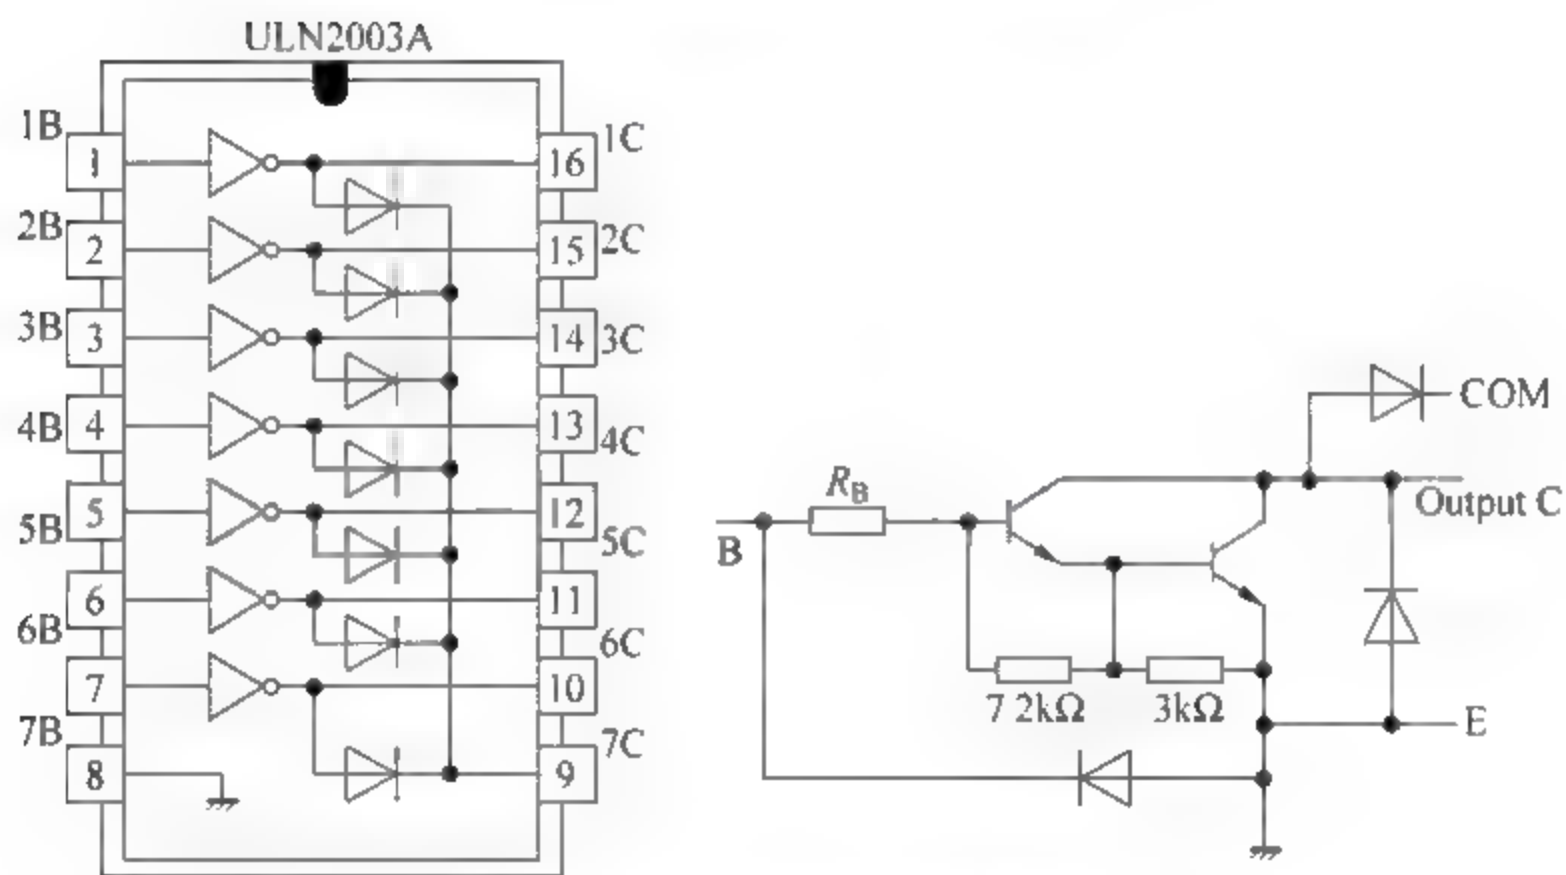 ULN2003A
1B 1 16 1C
2B 2 15 2C
3B 3 14 3C
4B 4 13 4C
5B 5 12 5C
6B 6 11 6C
7B 7 10 7C
8 9
COM
R_B
Output C
B
7 2kΩ 3kΩ
E